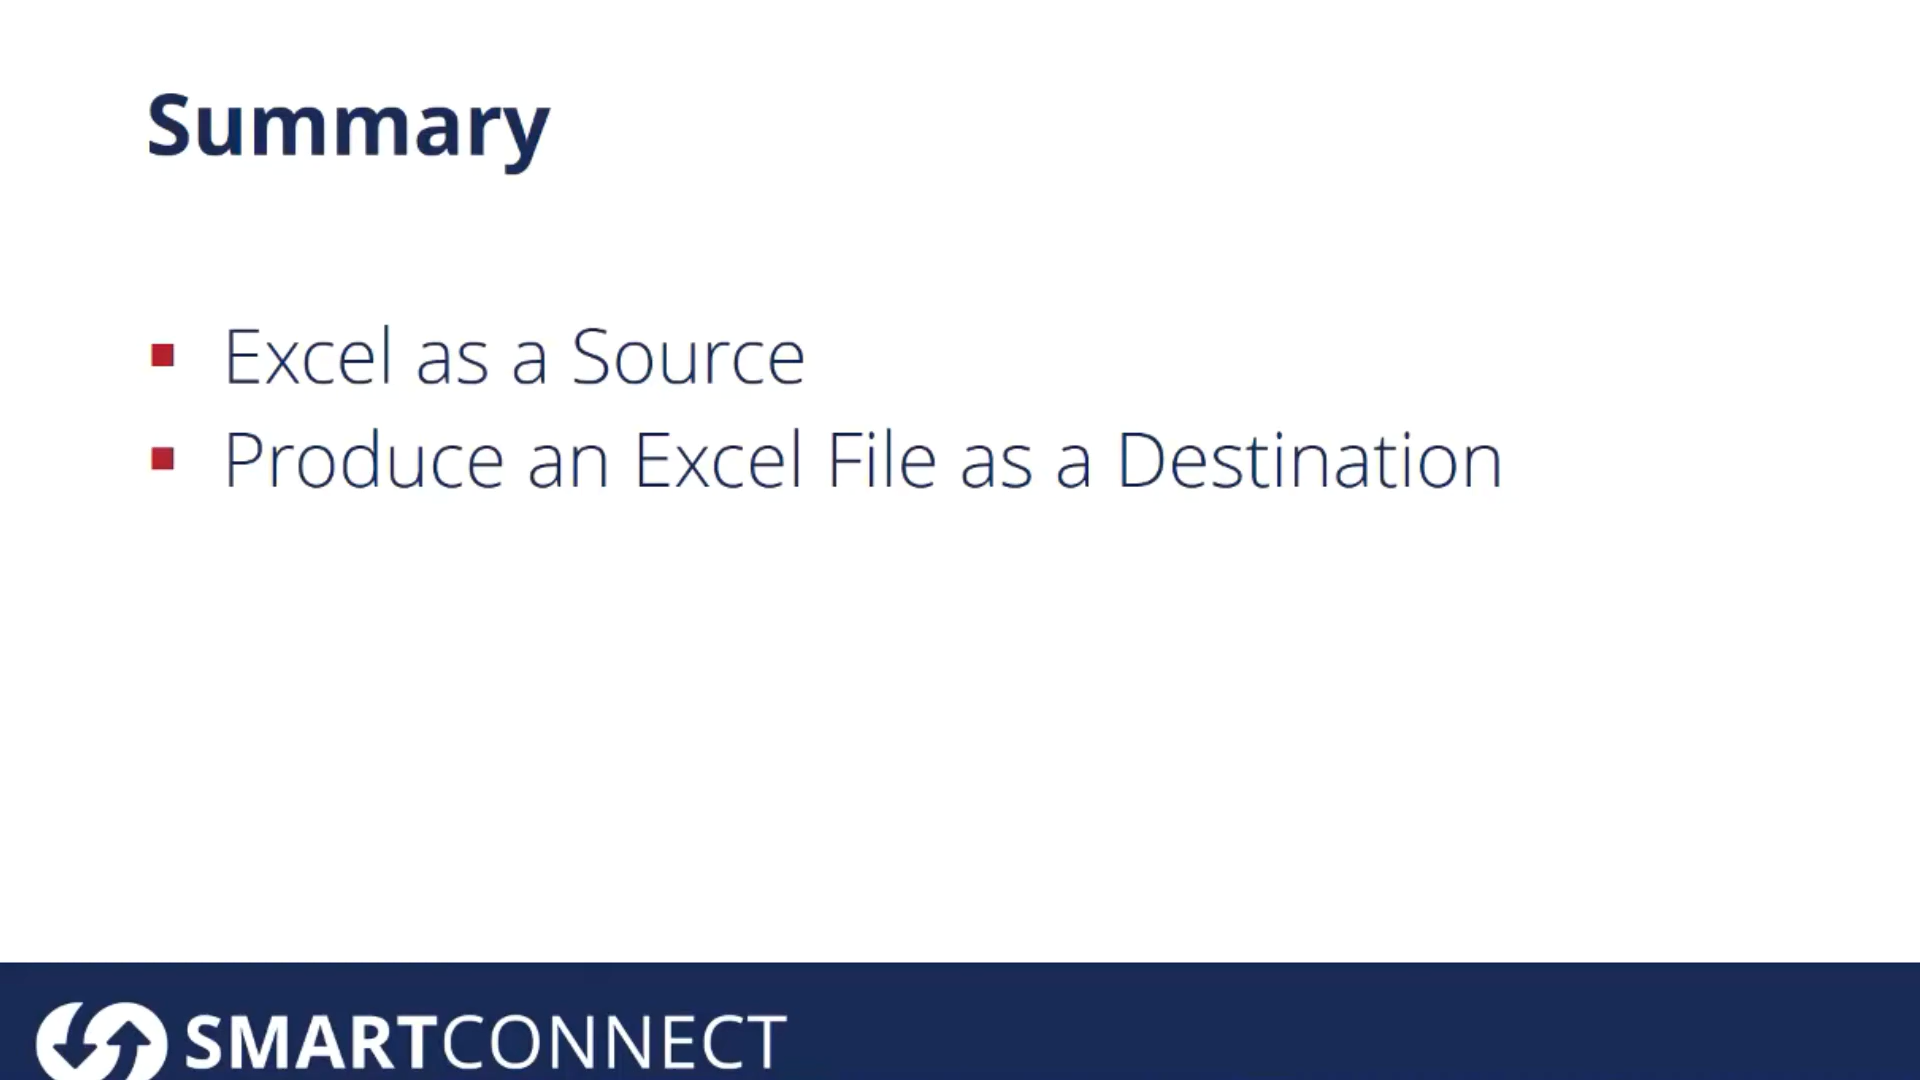 Summary
Excel as a Source
Produce an Excel File as a Destination
SMARTCONNECT